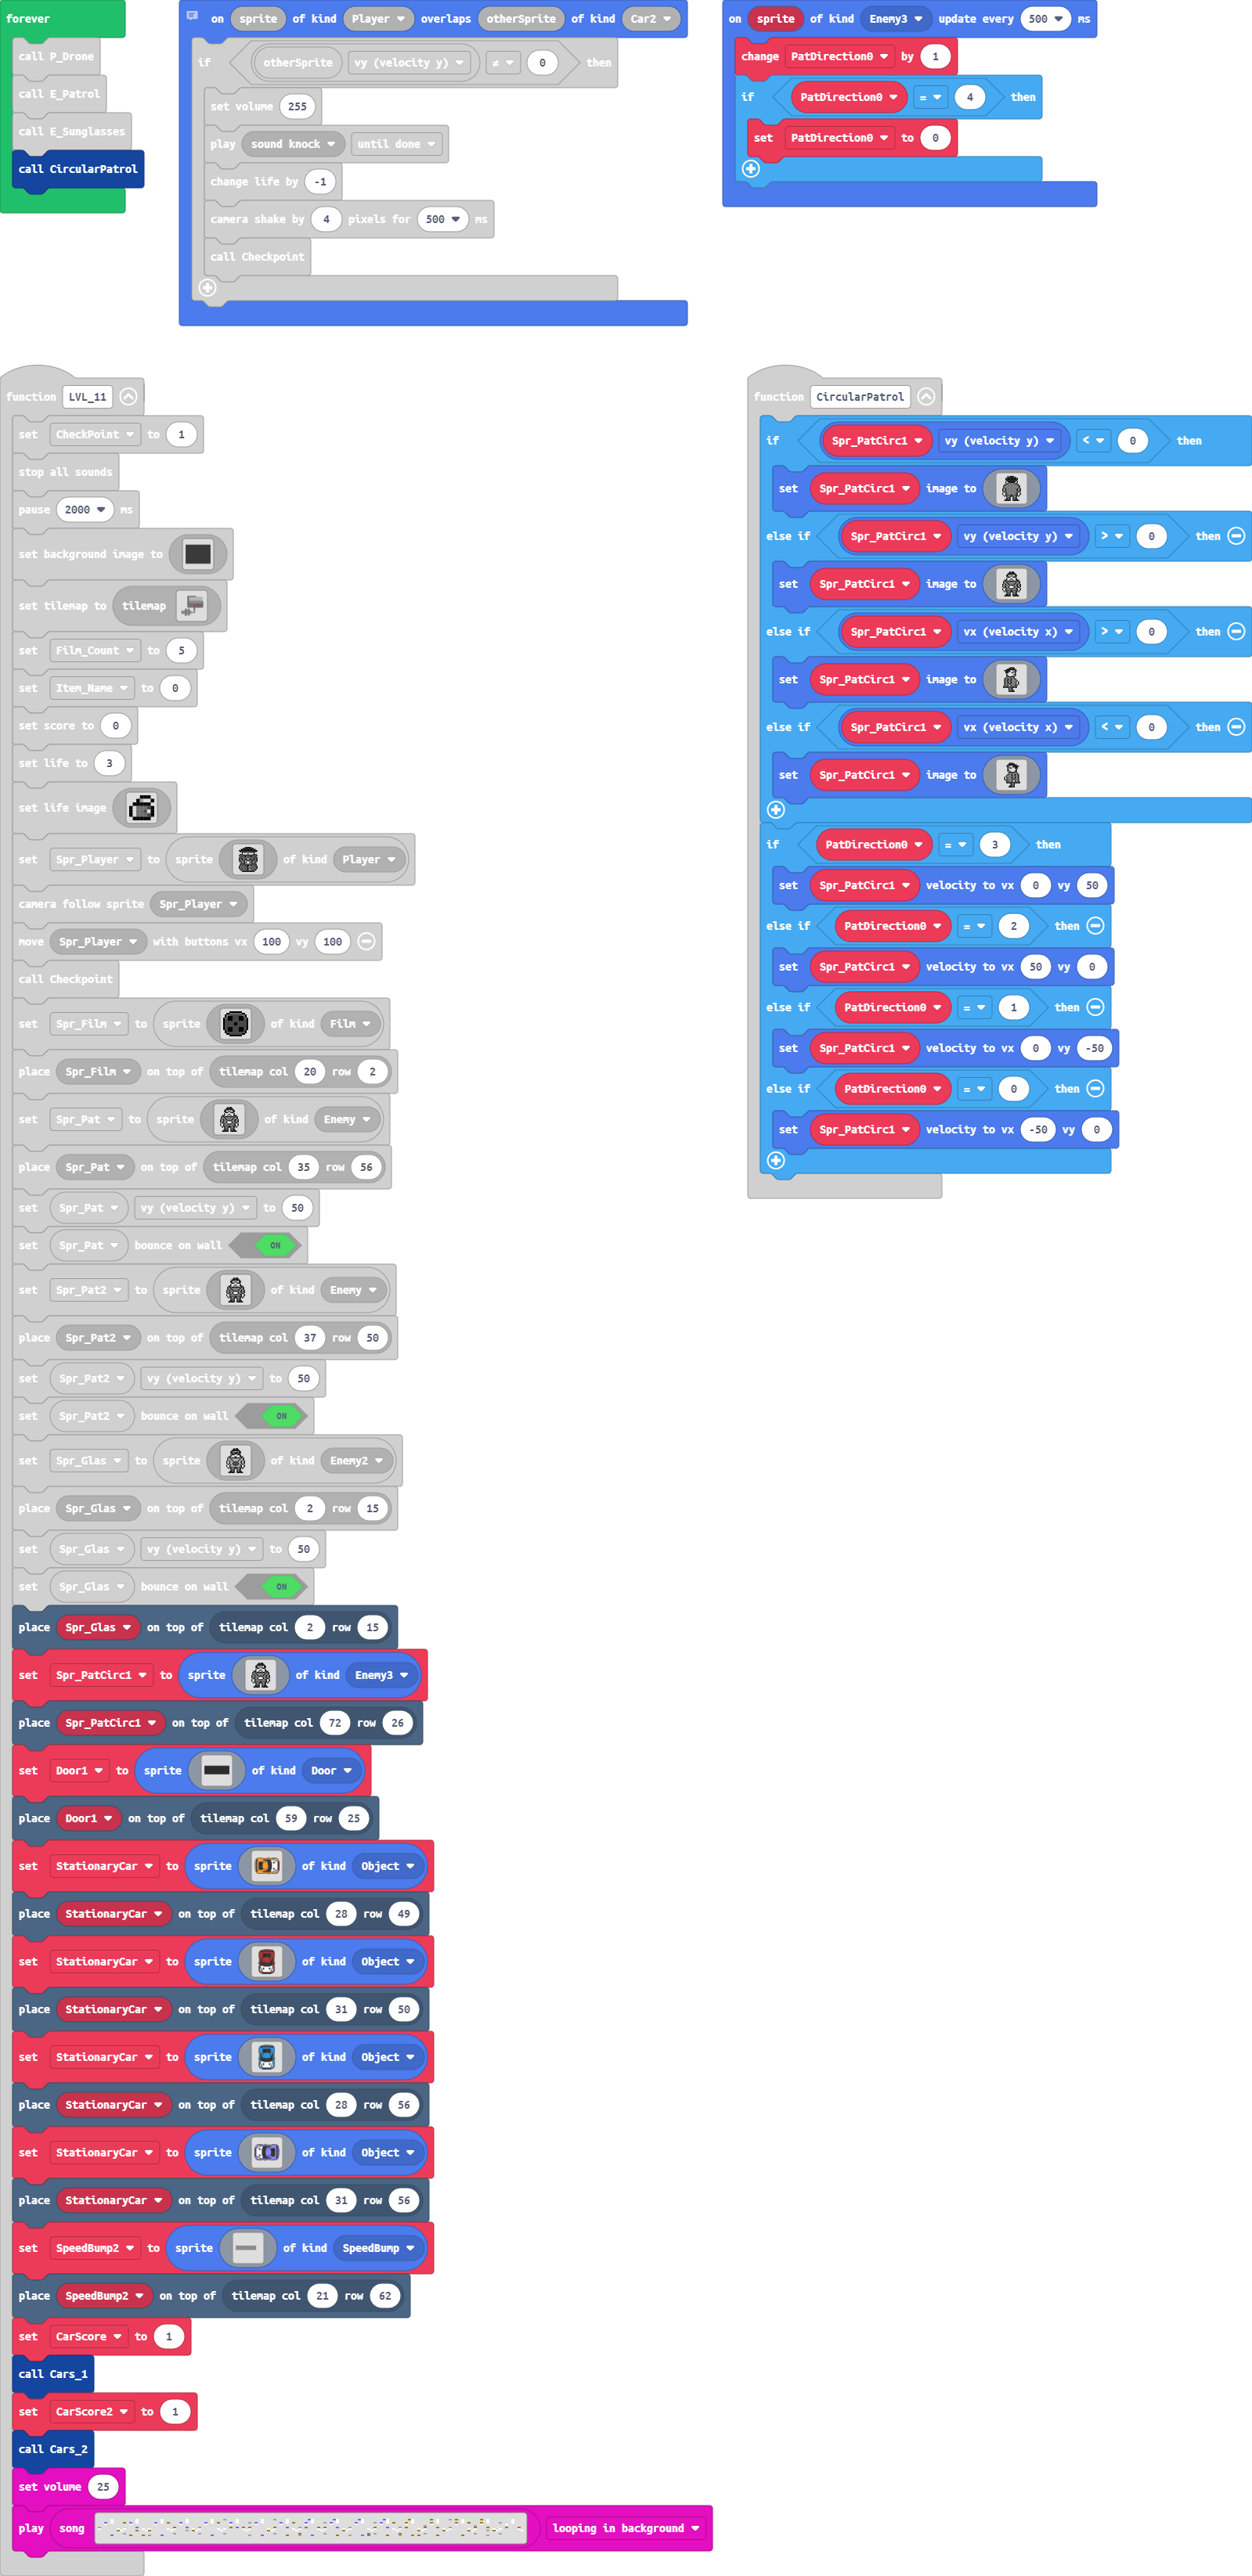 forever
call P_Drone
call E_Patrol
call E_Sunglasses
call CircularPatrol
on sprite of kind Player overlaps otherSprite of kind Car2
if otherSprite vy (velocity y) ≠ 0 then
set volume 255
play sound knock until done
change life by -1
camera shake by 4 pixels for 500 ms
call Checkpoint
on sprite of kind Enemy3 update every 500 ms
change PatDirection0 by 1
if PatDirection0 = 4 then
set PatDirection0 to 0
function LVL_11
set CheckPoint to 1
stop all sounds
pause 2000 ms
set background image to
set tilemap to tilemap
set Film_Count to 5
set Item_Name to 0
set score to 0
set life to 3
set life image
set Spr_Player to sprite of kind Player
camera follow sprite Spr_Player
move Spr_Player with buttons vx 100 vy 100
call Checkpoint
set Spr_Film to sprite of kind Film
place Spr_Film on top of tilemap col 20 row 2
set Spr_Pat to sprite of kind Enemy
place Spr_Pat on top of tilemap col 35 row 56
set Spr_Pat vy (velocity y) to 50
set Spr_Pat bounce on wall ON
set Spr_Pat2 to sprite of kind Enemy
place Spr_Pat2 on top of tilemap col 37 row 50
set Spr_Pat2 vy (velocity y) to 50
set Spr_Pat2 bounce on wall ON
set Spr_Glas to sprite of kind Enemy2
place Spr_Glas on top of tilemap col 2 row 15
set Spr_Glas vy (velocity y) to 50
set Spr_Glas bounce on wall ON
place Spr_Glas on top of tilemap col 2 row 15
set Spr_PatCirc1 to sprite of kind Enemy3
place Spr_PatCirc1 on top of tilemap col 72 row 26
set Door1 to sprite of kind Door
place Door1 on top of tilemap col 59 row 25
set StationaryCar to sprite of kind Object
place StationaryCar on top of tilemap col 28 row 49
set StationaryCar to sprite of kind Object
place StationaryCar on top of tilemap col 31 row 50
set StationaryCar to sprite of kind Object
place StationaryCar on top of tilemap col 28 row 56
set StationaryCar to sprite of kind Object
place StationaryCar on top of tilemap col 31 row 56
set SpeedBump2 to sprite of kind SpeedBump
place SpeedBump2 on top of tilemap col 21 row 62
set CarScore to 1
call Cars_1
set CarScore2 to 1
call Cars_2
set volume 25
play song looping in background
function CircularPatrol
if Spr_PatCirc1 vy (velocity y) < 0 then
set Spr_PatCirc1 image to
else if Spr_PatCirc1 vy (velocity y) > 0 then
set Spr_PatCirc1 image to
else if Spr_PatCirc1 vx (velocity x) > 0 then
set Spr_PatCirc1 image to
else if Spr_PatCirc1 vx (velocity x) < 0 then
set Spr_PatCirc1 image to
if PatDirection0 = 3 then
set Spr_PatCirc1 velocity to vx 0 vy 50
else if PatDirection0 = 2 then
set Spr_PatCirc1 velocity to vx 50 vy 0
else if PatDirection0 = 1 then
set Spr_PatCirc1 velocity to vx 0 vy -50
else if PatDirection0 = 0 then
set Spr_PatCirc1 velocity to vx -50 vy 0